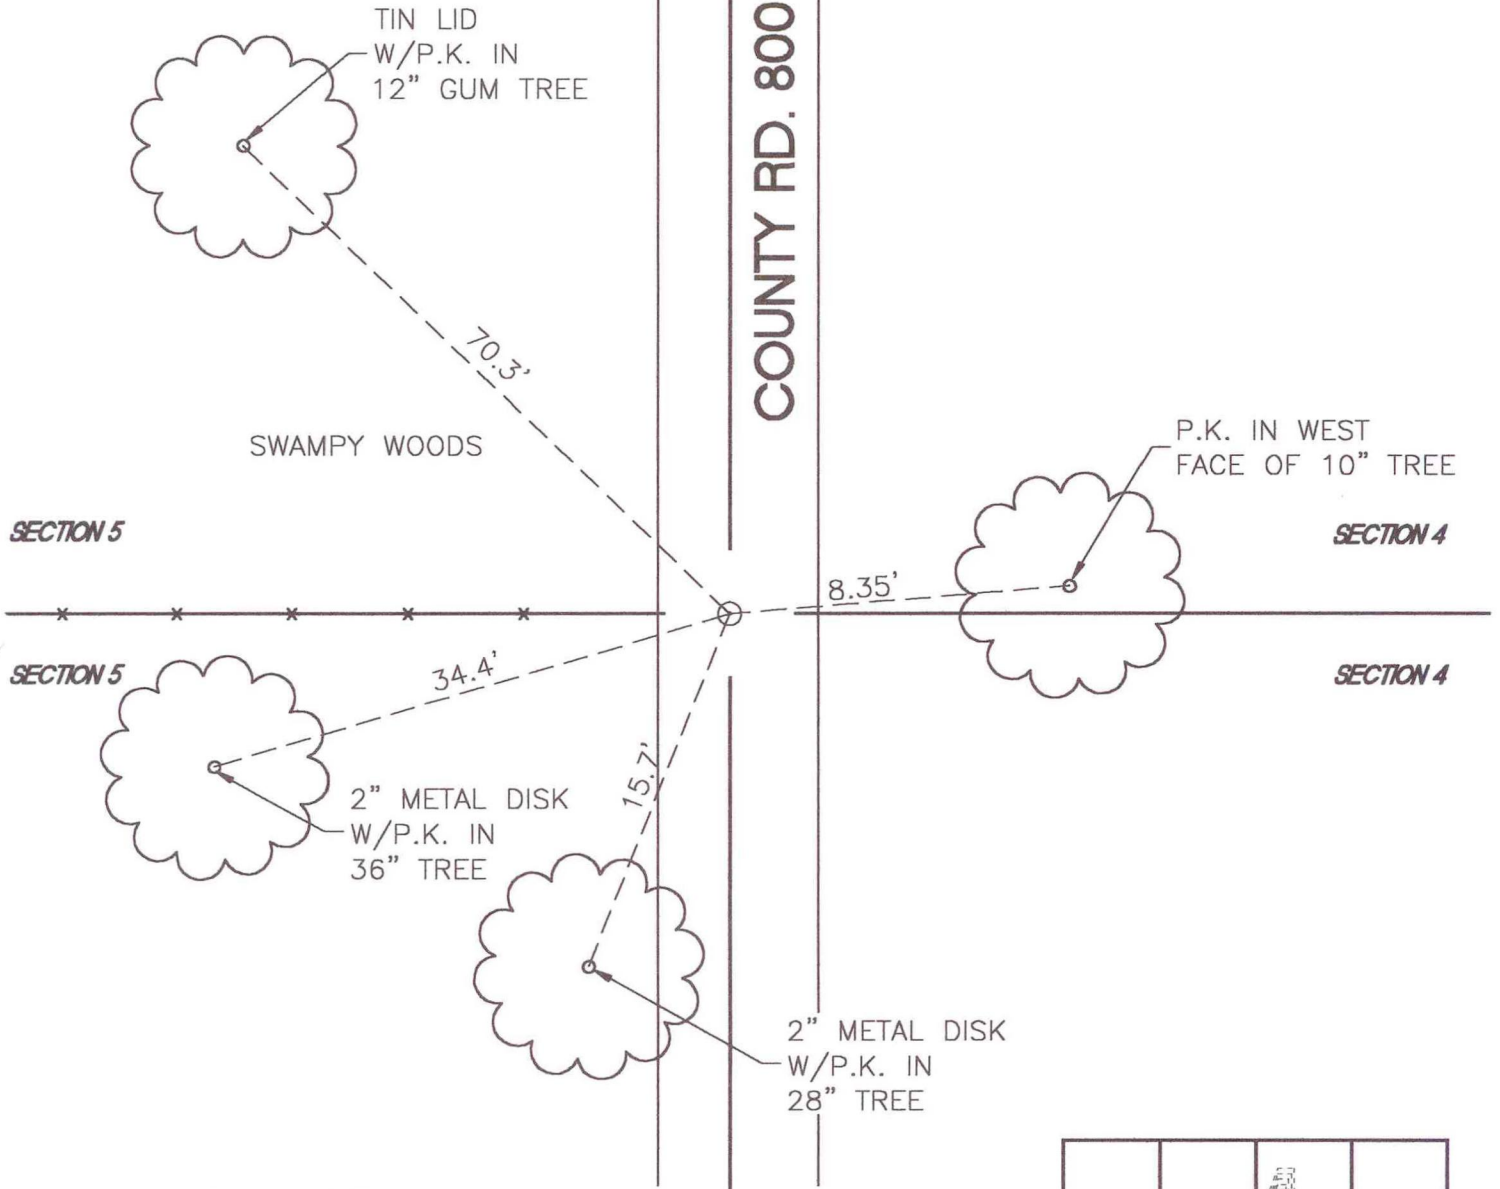 TIN LID
W/P.K. IN
12" GUM TREE
COUNTY RD. 800
70.3'
SWAMPY WOODS
P.K. IN WEST
FACE OF 10" TREE
SECTION 5
SECTION 4
8.35'
SECTION 5
SECTION 4
34.4'
15.7'
2" METAL DISK
W/P.K. IN
36" TREE
2" METAL DISK
W/P.K. IN
28" TREE